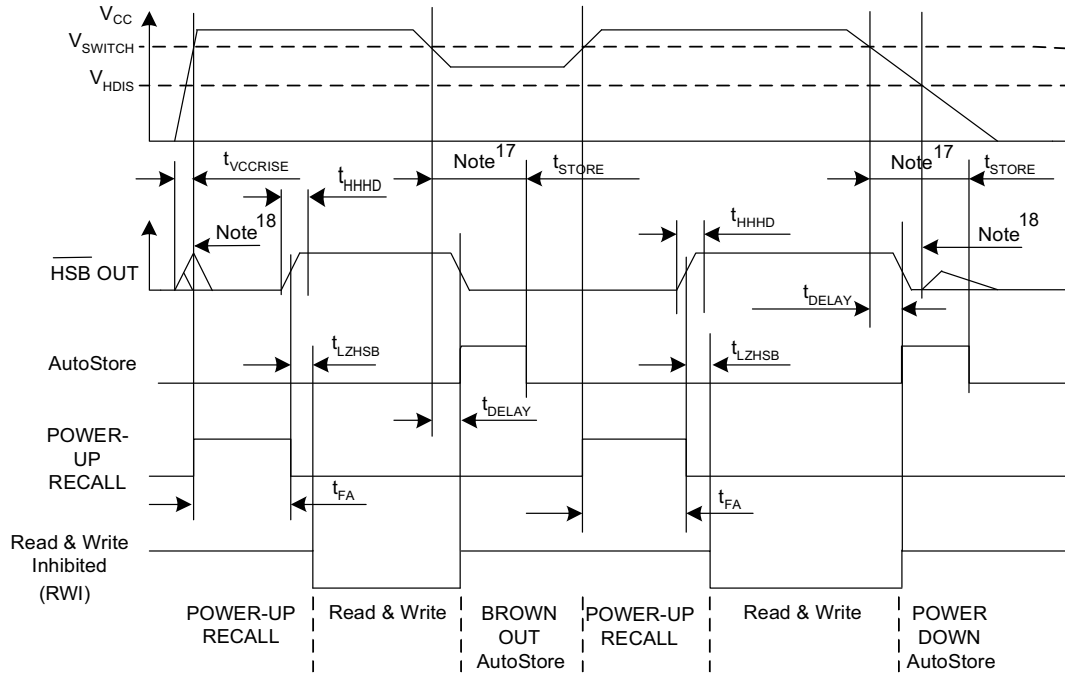 VCC
VSWITCH
VHDIS
tVCCRISE
Note17
tSTORE
Note17
tSTORE
tHHHD
Note18
tHHHD
Note18
HSB OUT
tDELAY
tLZHSB
tLZHSB
AutoStore
tDELAY
POWER-
UP
RECALL
tFA
tFA
Read & Write
Inhibited
(RWI)
POWER-UP
RECALL
Read & Write
BROWN
OUT
AutoStore
POWER-UP
RECALL
Read & Write
POWER
DOWN
AutoStore